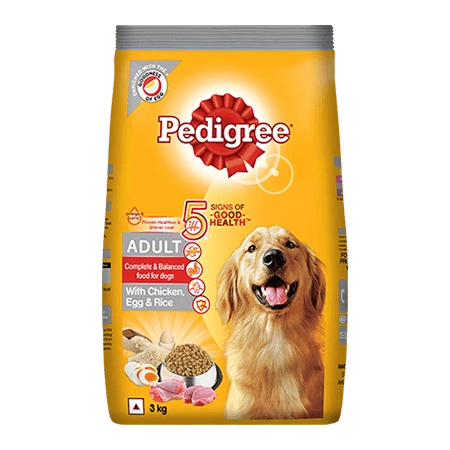 ENRICHED WITH THE
GOODNESS
OF EGG
Pedigree
5 SIGNS OF
GOOD
HEALTH™
Proven Healthier &
Shinier coat
ADULT
Complete & Balanced
food for dogs
With Chicken,
Egg & Rice
3 kg